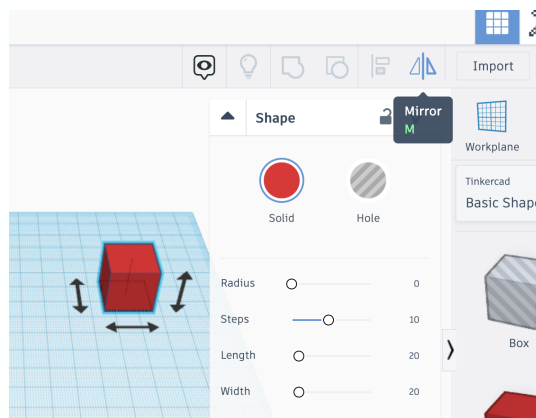 Import
Mirror
M
Shape
Workplane
Tinkercad
Basic Shape
Solid
Hole
Radius
0
Steps
10
Box
Length
20
Width
20